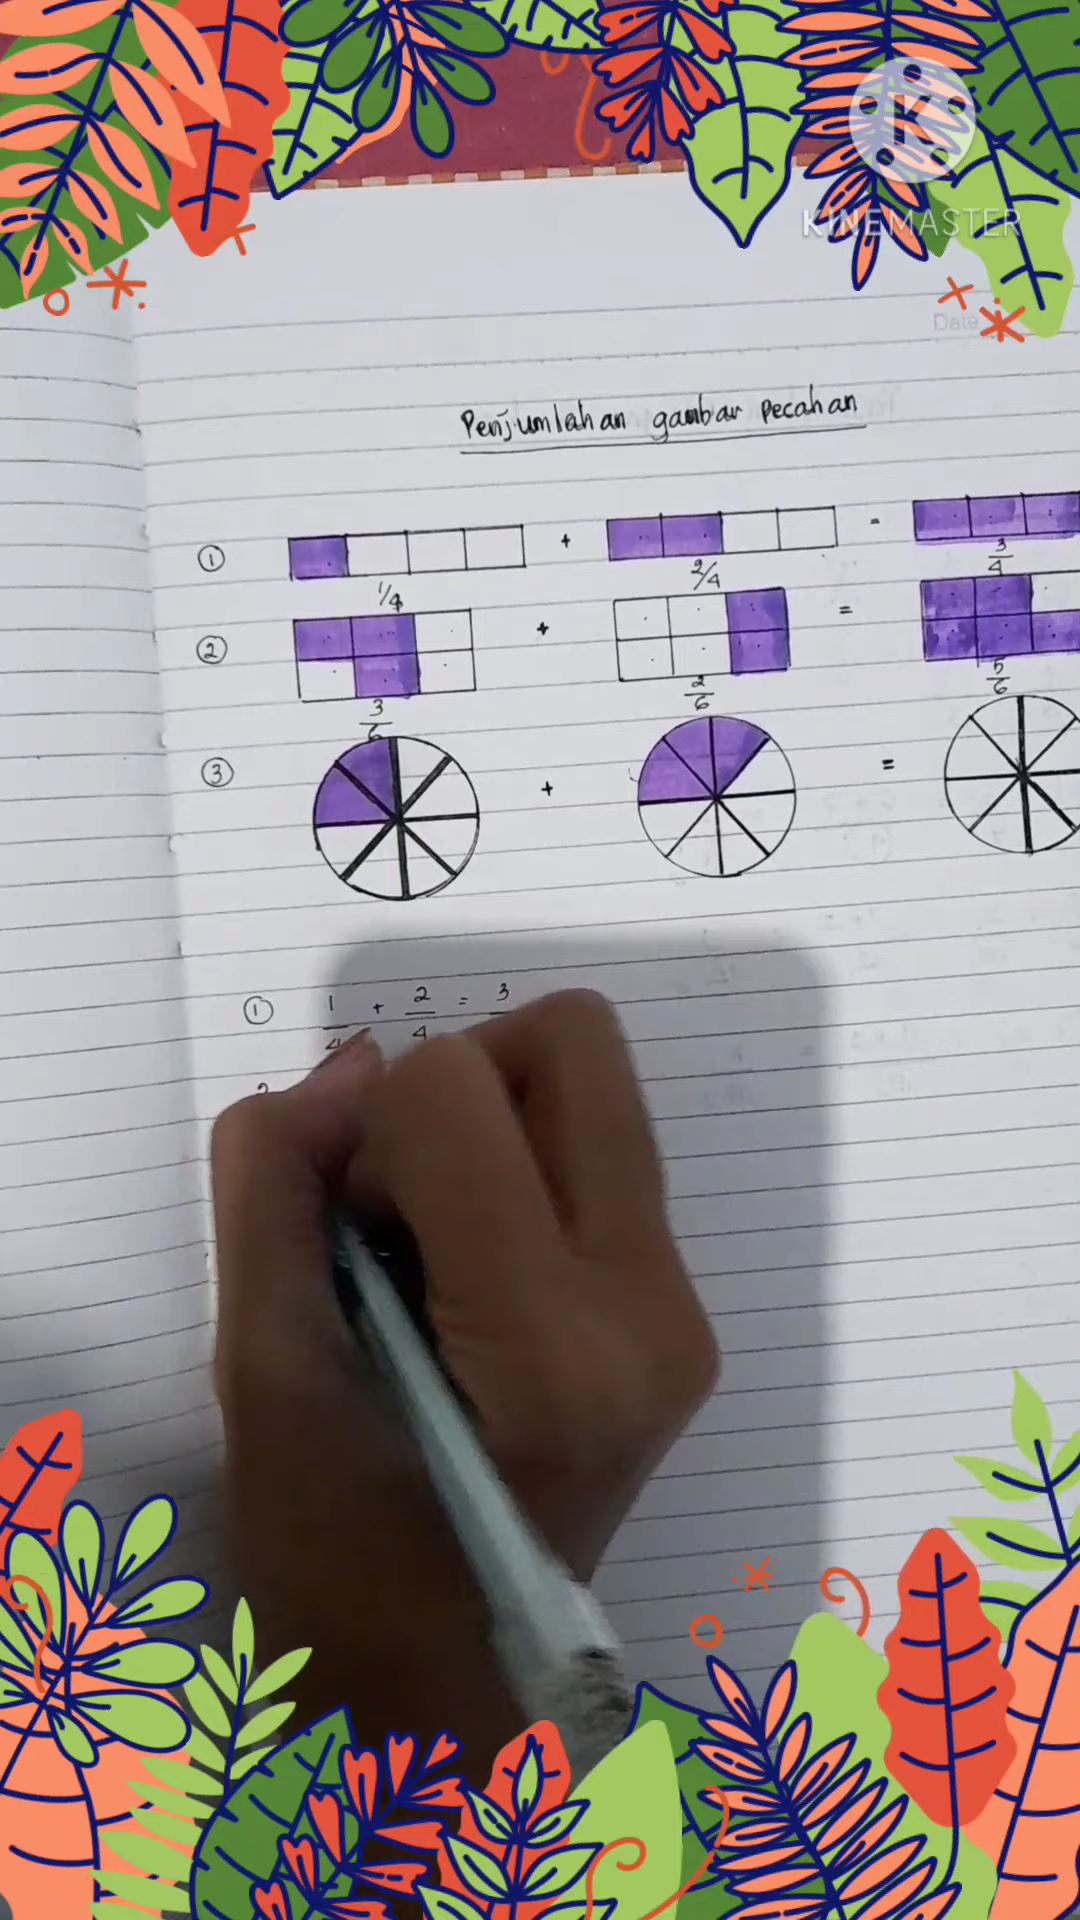 K
KINEMASTER
Date
Penjumlahan gambar Pecahan
① + =
1/4 2/4 3/4
② + =
3/6 2/6 5/6
③ + =
① 1/4 + 2/4 = 3
2